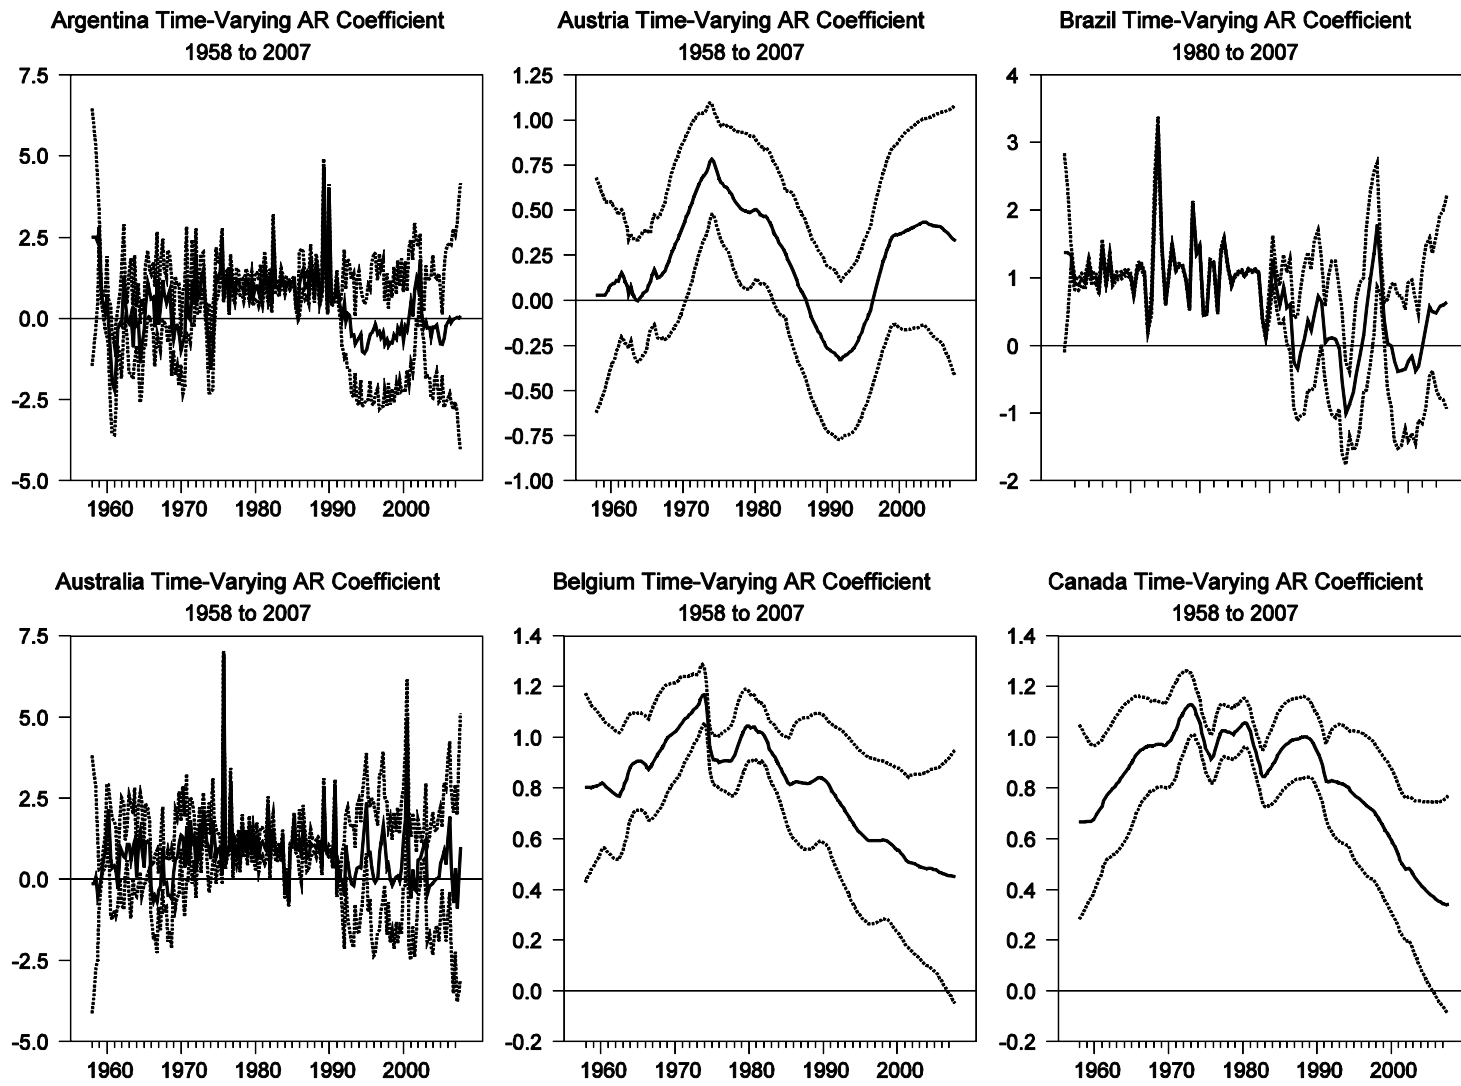 Argentina Time-Varying AR Coefficient
1958 to 2007
7.5
5.0
2.5
0.0
-2.5
-5.0
1960 1970 1980 1990 2000
Austria Time-Varying AR Coefficient
1958 to 2007
1.25
1.00
0.75
0.50
0.25
0.00
-0.25
-0.50
-0.75
-1.00
1960 1970 1980 1990 2000
Brazil Time-Varying AR Coefficient
1980 to 2007
4
3
2
1
0
-1
-2
Australia Time-Varying AR Coefficient
1958 to 2007
7.5
5.0
2.5
0.0
-2.5
-5.0
1960 1970 1980 1990 2000
Belgium Time-Varying AR Coefficient
1958 to 2007
1.4
1.2
1.0
0.8
0.6
0.4
0.2
0.0
-0.2
1960 1970 1980 1990 2000
Canada Time-Varying AR Coefficient
1958 to 2007
1.4
1.2
1.0
0.8
0.6
0.4
0.2
0.0
-0.2
1960 1970 1980 1990 2000